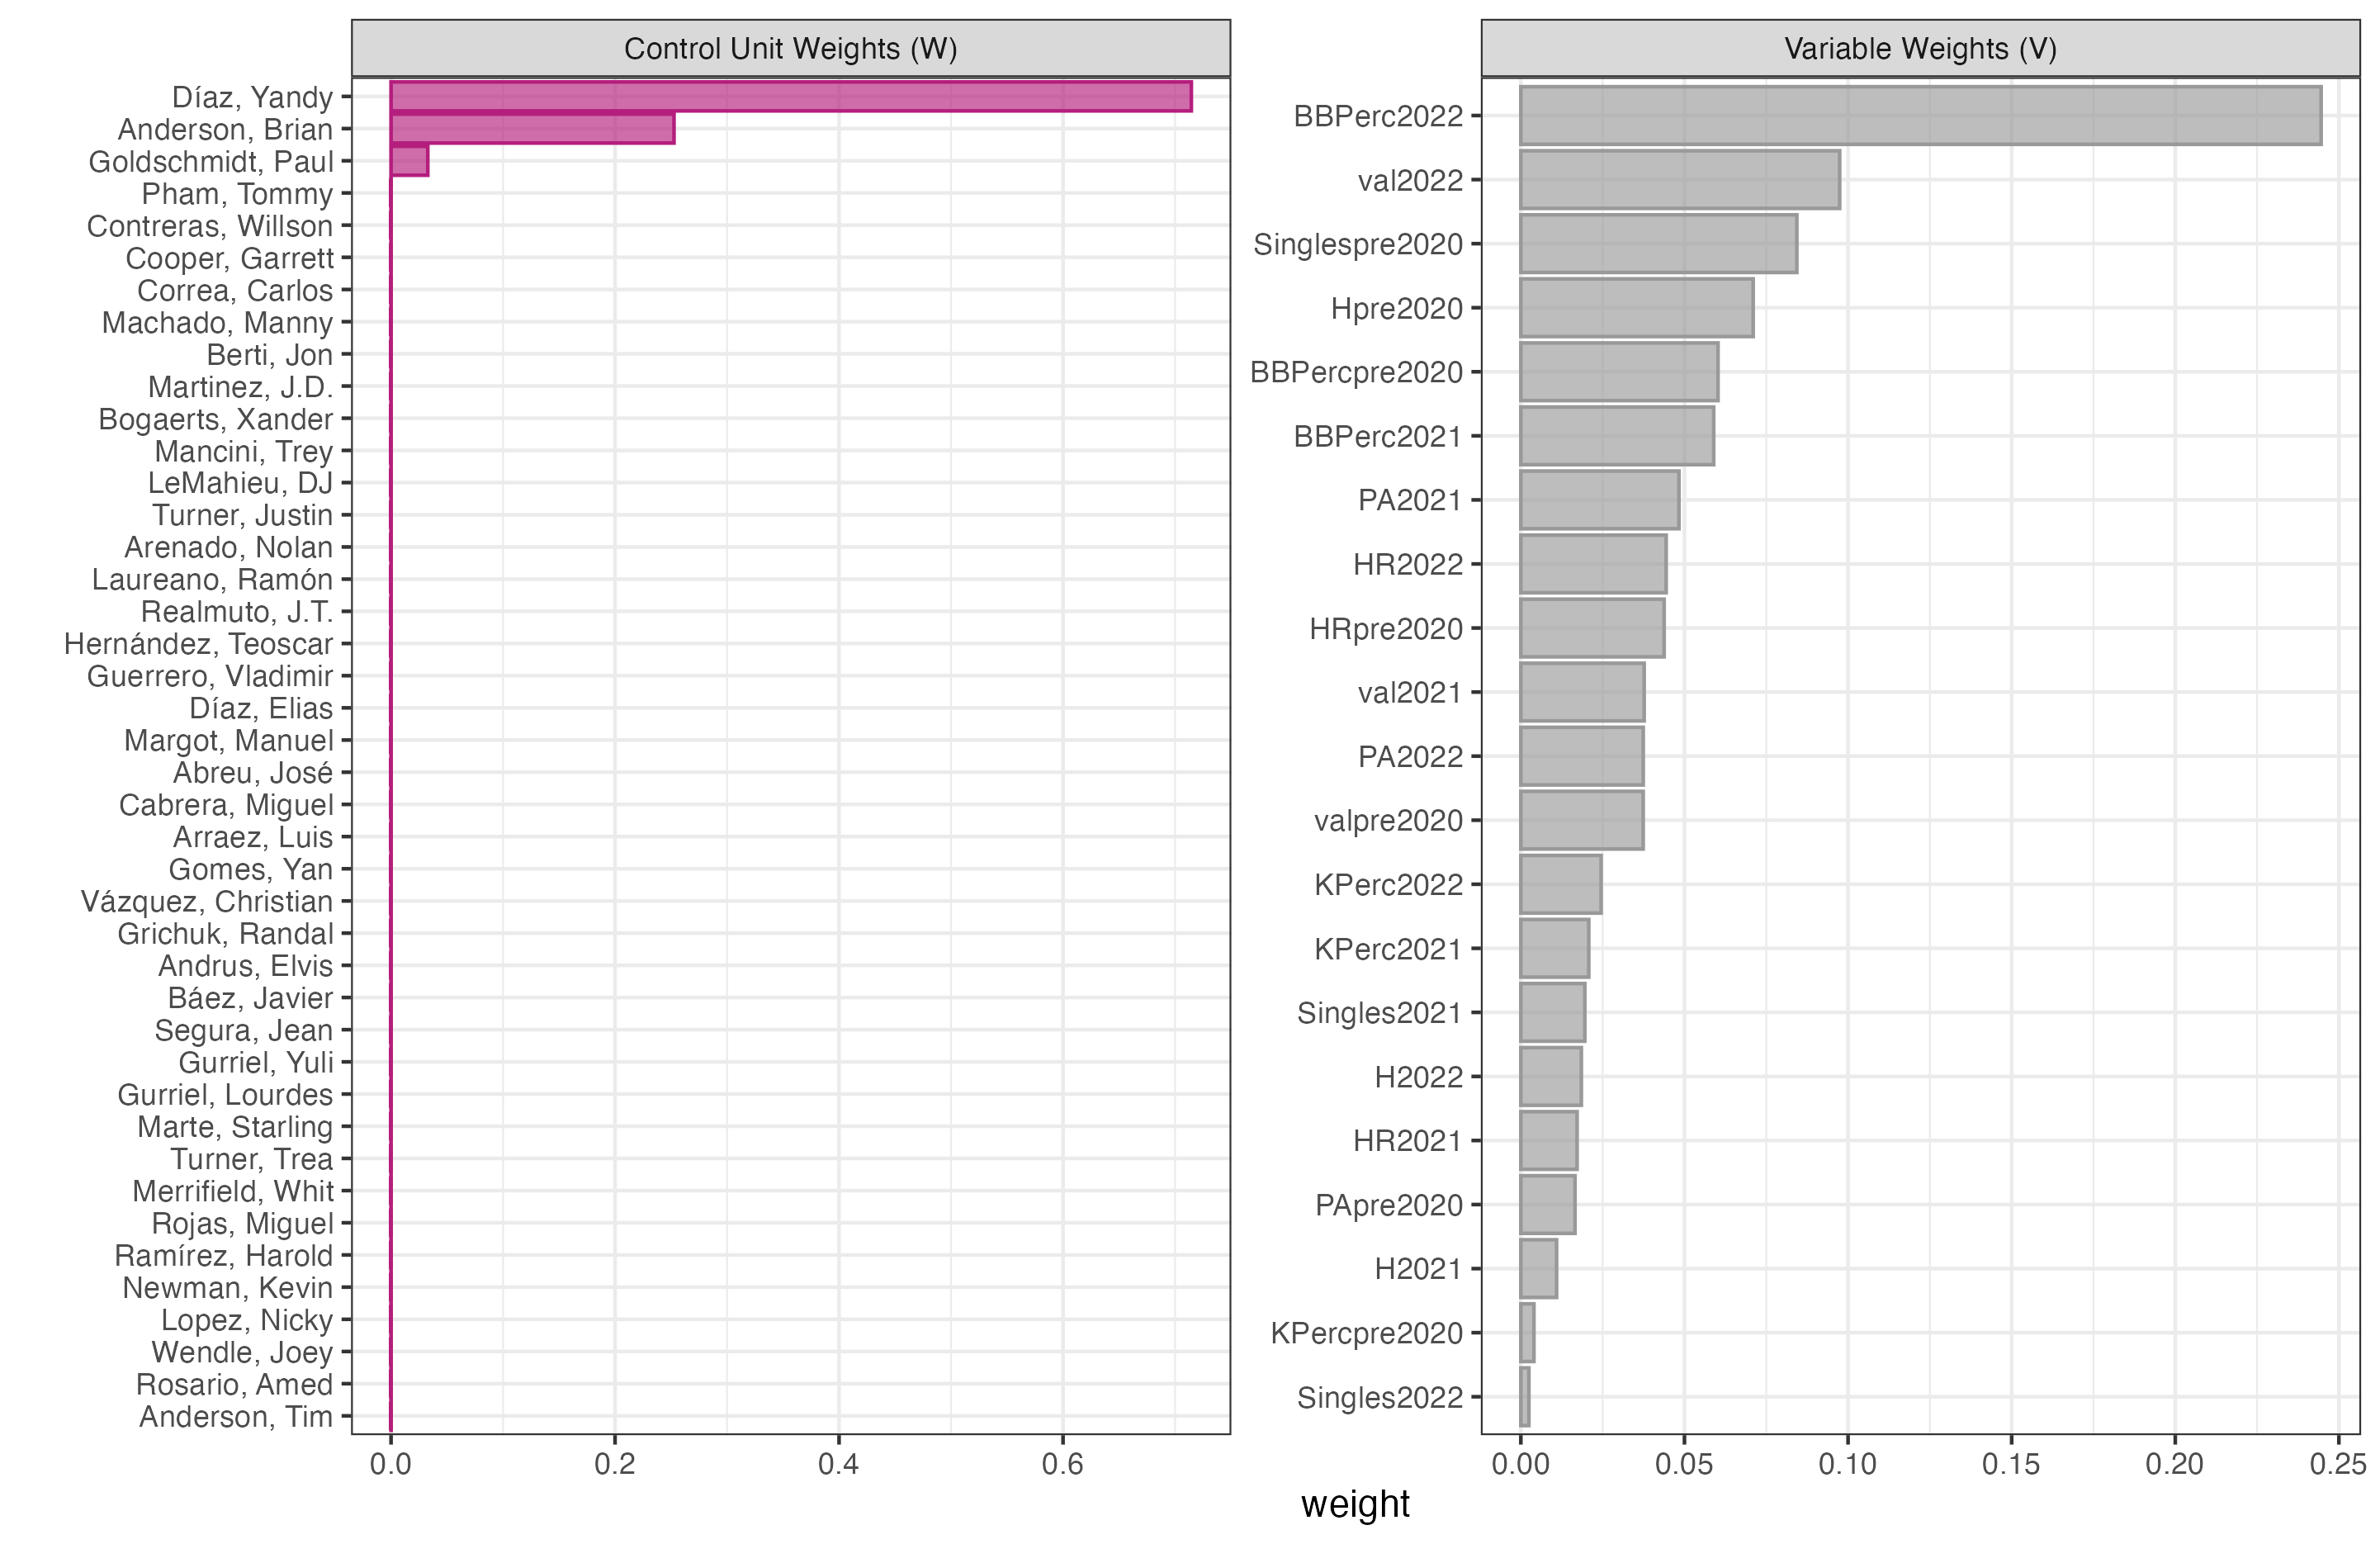 Control Unit Weights (W)
Díaz, Yandy
Anderson, Brian
Goldschmidt, Paul
Pham, Tommy
Contreras, Willson
Cooper, Garrett
Correa, Carlos
Machado, Manny
Berti, Jon
Martinez, J.D.
Bogaerts, Xander
Mancini, Trey
LeMahieu, DJ
Turner, Justin
Arenado, Nolan
Laureano, Ramón
Realmuto, J.T.
Hernández, Teoscar
Guerrero, Vladimir
Díaz, Elias
Margot, Manuel
Abreu, José
Cabrera, Miguel
Arraez, Luis
Gomes, Yan
Vázquez, Christian
Grichuk, Randal
Andrus, Elvis
Báez, Javier
Segura, Jean
Gurriel, Yuli
Gurriel, Lourdes
Marte, Starling
Turner, Trea
Merrifield, Whit
Rojas, Miguel
Ramírez, Harold
Newman, Kevin
Lopez, Nicky
Wendle, Joey
Rosario, Amed
Anderson, Tim
0.0 0.2 0.4 0.6
Variable Weights (V)
BBPerc2022
val2022
Singlespre2020
Hpre2020
BBPercpre2020
BBPerc2021
PA2021
HR2022
HRpre2020
val2021
PA2022
valpre2020
KPerc2022
KPerc2021
Singles2021
H2022
HR2021
PApre2020
H2021
KPercpre2020
Singles2022
0.00 0.05 0.10 0.15 0.20 0.25
weight